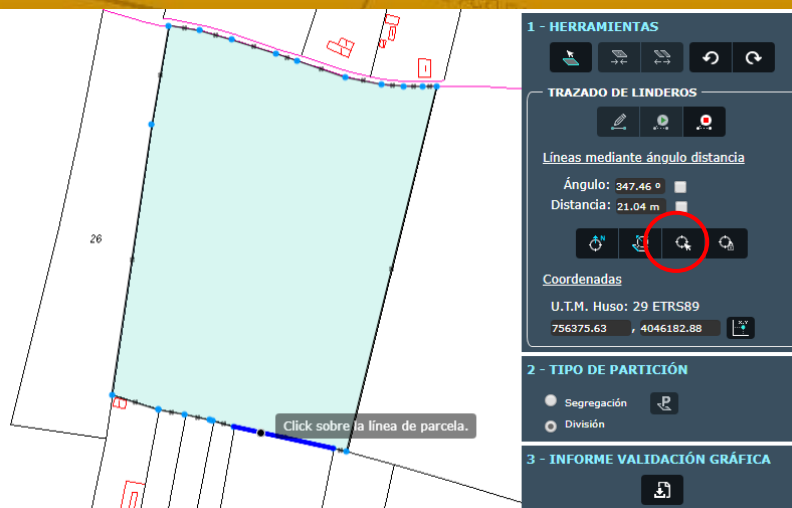 26
Click sobre la línea de parcela.
1 - HERRAMIENTAS
TRAZADO DE LINDEROS
Líneas mediante ángulo distancia
Ángulo: 347.46 º
Distancia: 21.04 m
N
Coordenadas
U.T.M. Huso: 29 ETRS89
756375.63 , 4046182.88
X,Y
2 - TIPO DE PARTICIÓN
Segregación
P
División
3 - INFORME VALIDACIÓN GRÁFICA